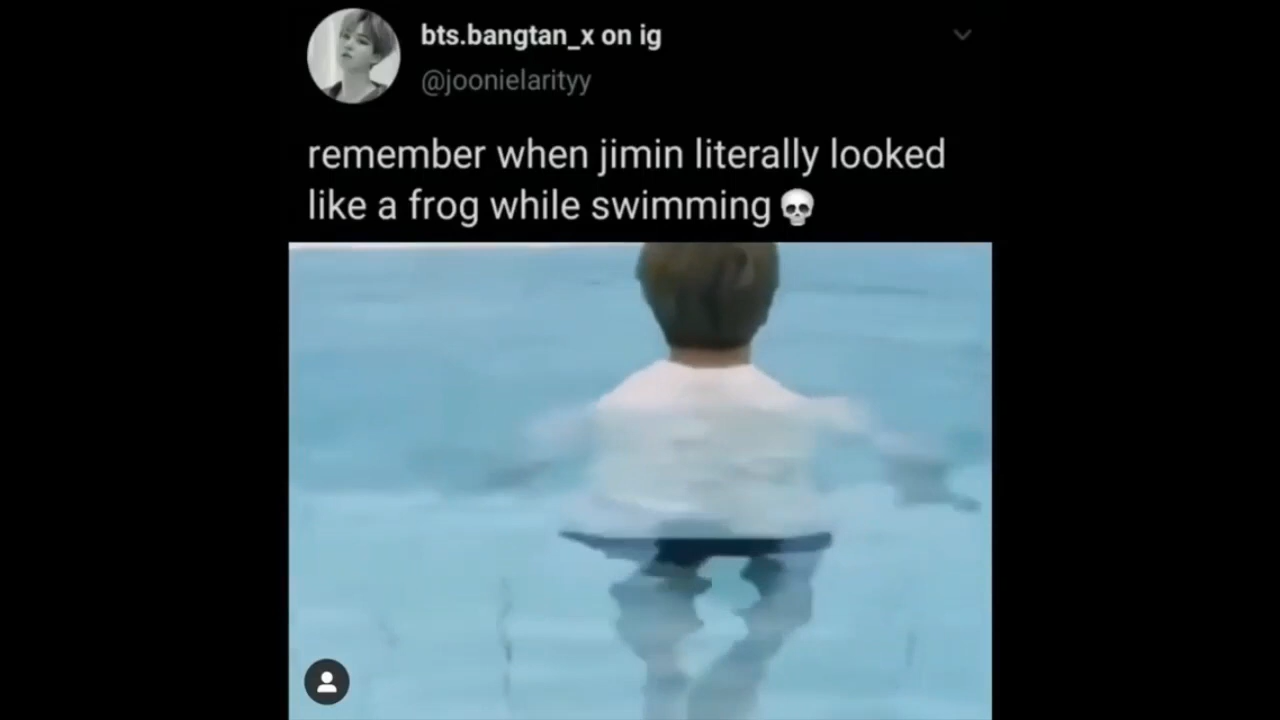 bts.bangtan_x on ig
@joonielarityy
remember when jimin literally looked
like a frog while swimming💀